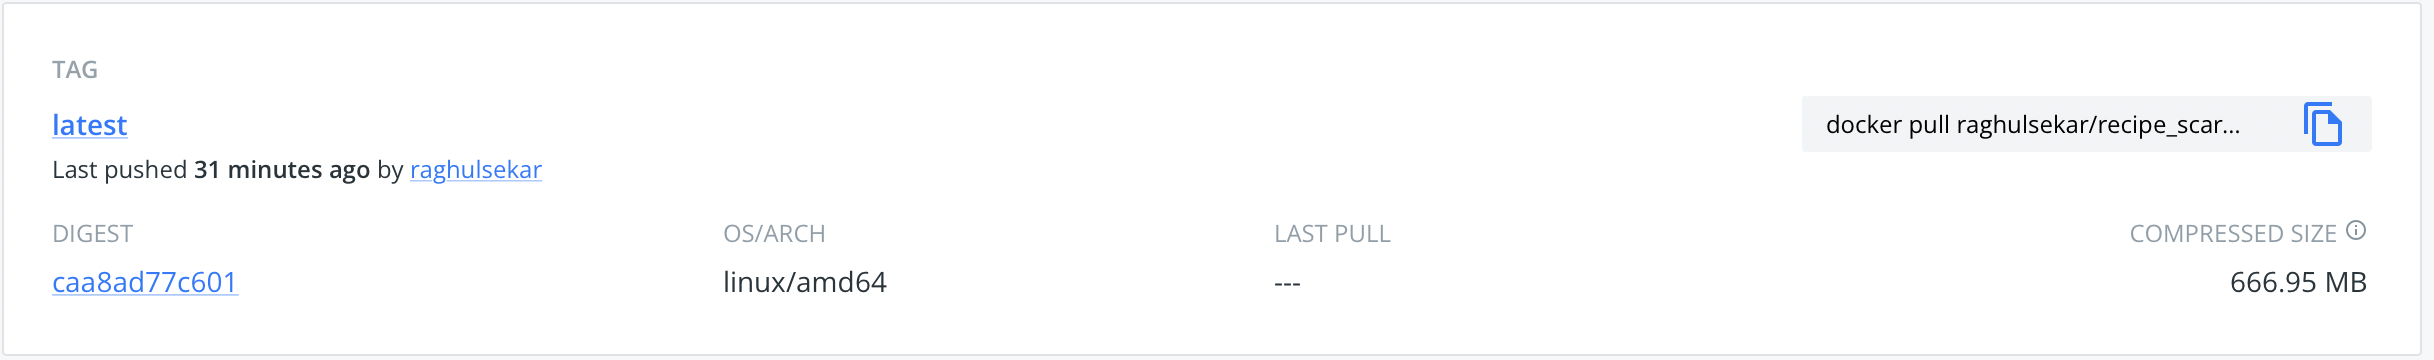 TAG
latest
docker pull raghulsekar/recipe_scar...
Last pushed 31 minutes ago by raghulsekar
DIGEST OS/ARCH LAST PULL COMPRESSED SIZE
caa8ad77c601 linux/amd64 --- 666.95 MB